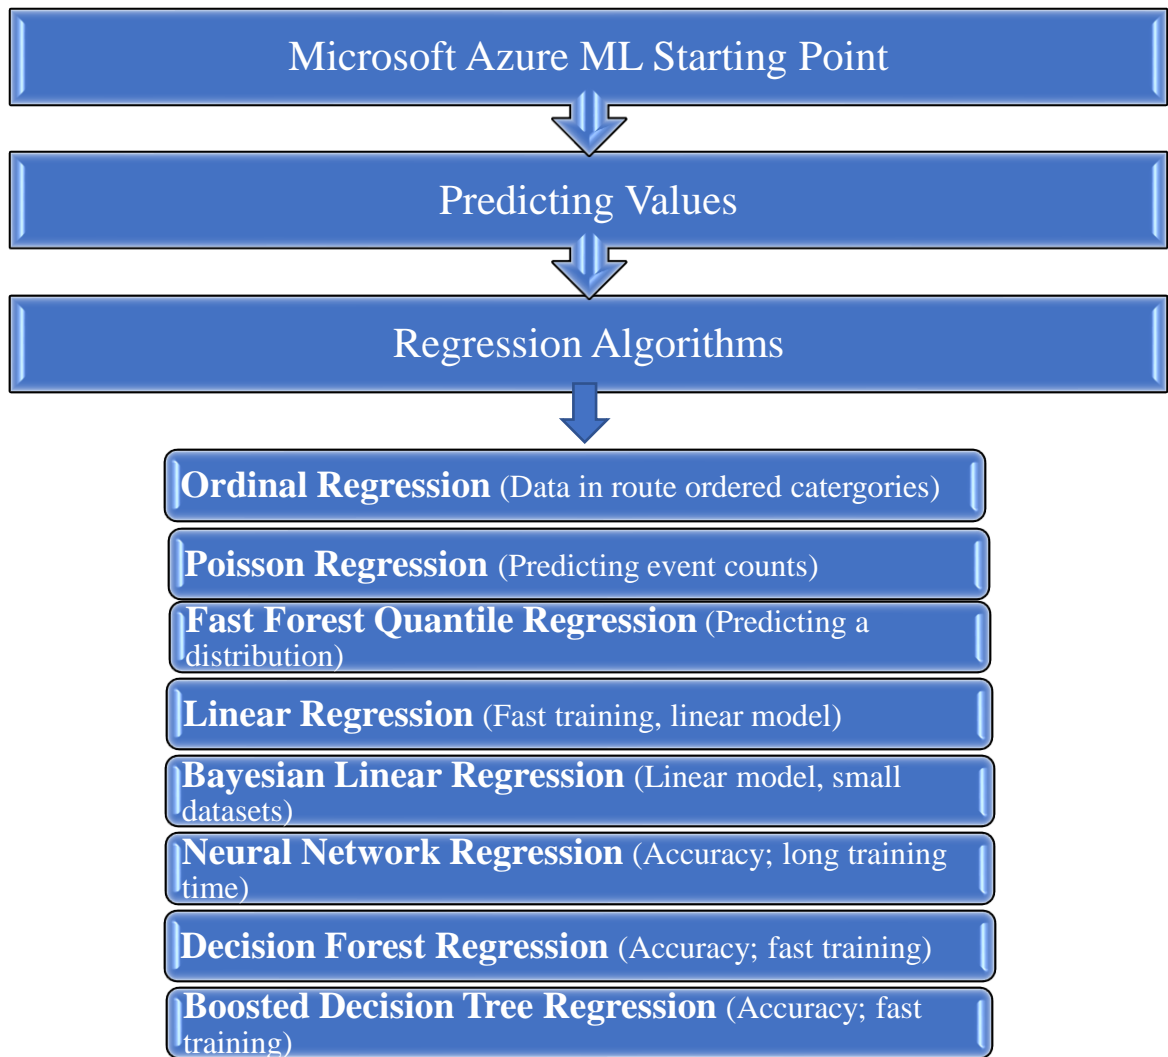 Microsoft Azure ML Starting Point
Predicting Values
Regression Algorithms
Ordinal Regression (Data in route ordered catergories)
Poisson Regression (Predicting event counts)
Fast Forest Quantile Regression (Predicting a
distribution)
Linear Regression (Fast training, linear model)
Bayesian Linear Regression (Linear model, small
datasets)
Neural Network Regression (Accuracy; long training
time)
Decision Forest Regression (Accuracy; fast training)
Boosted Decision Tree Regression (Accuracy; fast
training)